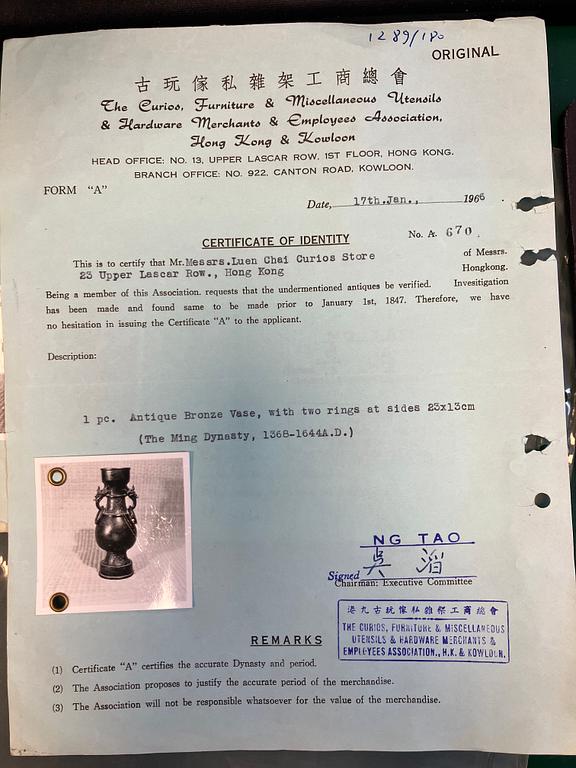 1289/180
ORIGINAL
古玩傢私雜架工商總會
The Curios, Furniture & Miscellaneous Utensils
& Hardware Merchants & Employees Association,
Hong Kong & Kowloon
HEAD OFFICE: NO. 13, UPPER LASCAR ROW, 1ST FLOOR, HONG KONG.
BRANCH OFFICE: NO. 922, CANTON ROAD, KOWLOON.
FORM "A"
Date, 17th.Jan., 1966
CERTIFICATE OF IDENTITY No. A. 670.
This is to certify that Mr. Messrs. Luen Chai Curios Store of Messrs.
23 Upper Lascar Row., Hong Kong Hongkong.
Being a member of this Association. requests that the undermentioned antiques be verified. Invesitigation
has been made and found same to be made prior to January 1st, 1847. Therefore, we have
no hesitation in issuing the Certificate "A" to the applicant.
Description:
1 pc. Antique Bronze Vase, with two rings at sides 23x13cm
(The Ming Dynasty, 1368-1644A.D.)
NG TAO
Signed 吳滔
Chairman: Executive Committee
港九古玩傢私雜架工商總會
THE CURIOS, FURNITURE & MISCELLANEOUS
UTENSILS & HARDWARE MERCHANTS &
EMPLOYEES ASSOCIATION., H.K. & KOWLOON.
REMARKS
(1) Certificate "A" certifies the accurate Dynasty and period.
(2) The Association proposes to justify the accurate period of the merchandise.
(3) The Association will not be responsible whatsoever for the value of the merchandise.